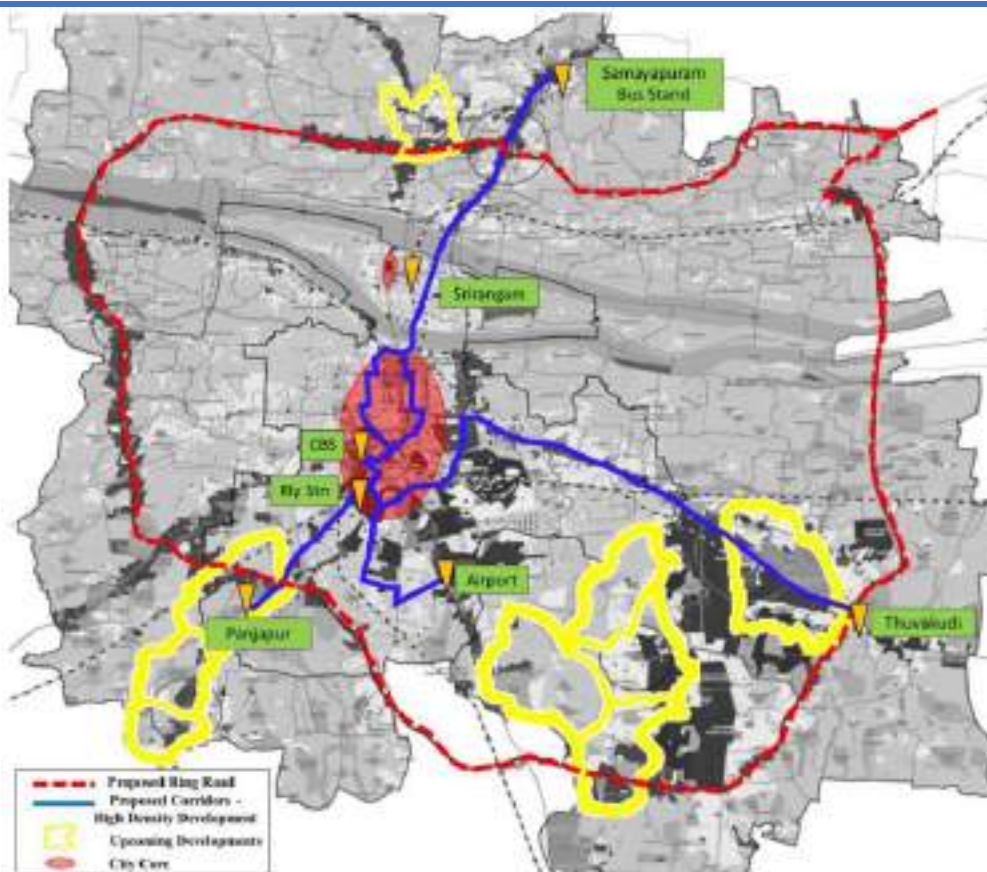 Samayapuram
Bus Stand
Srirangam
CBS
Rly Stn
Airport
Panjapur
Thuvakudi
Proposed Ring Road
Proposed Corridors -
High Density Development
Upcoming Developments
City Core